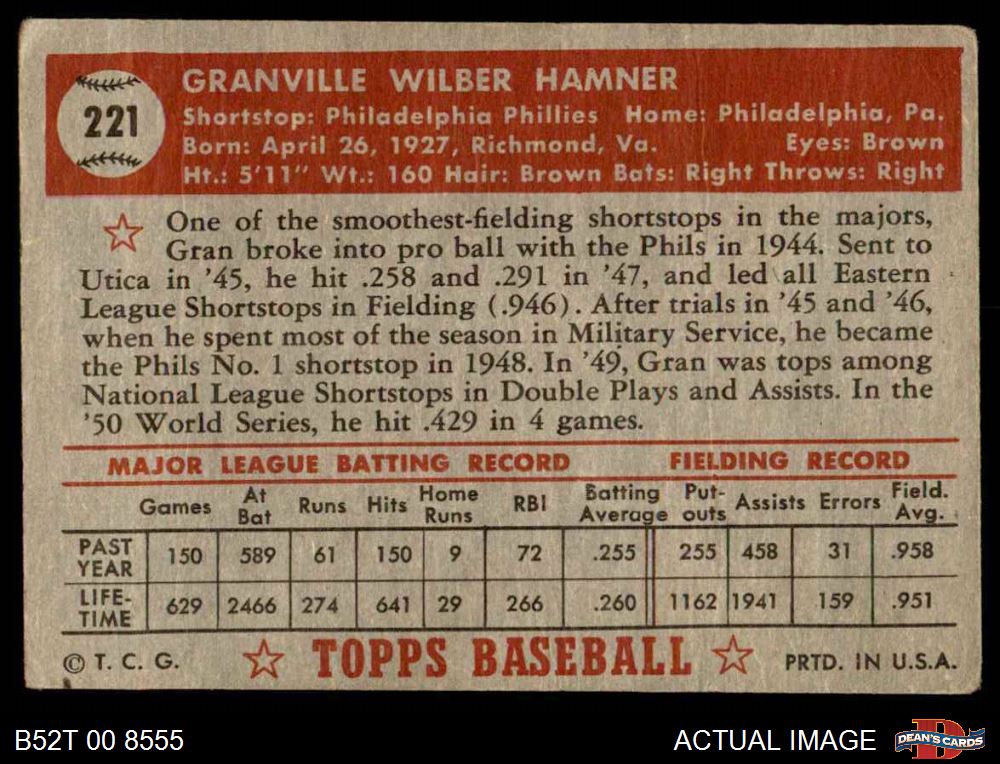 221
GRANVILLE WILBER HAMNER
Shortstop: Philadelphia Phillies Home: Philadelphia, Pa.
Born: April 26, 1927, Richmond, Va. Eyes: Brown
Ht.: 5'11" Wt.: 160 Hair: Brown Bats: Right Throws: Right
One of the smoothest-fielding shortstops in the majors,
Gran broke into pro ball with the Phils in 1944. Sent to
Utica in '45, he hit .258 and .291 in '47, and led all Eastern
League Shortstops in Fielding (.946). After trials in '45 and '46,
when he spent most of the season in Military Service, he became
the Phils No. 1 shortstop in 1948. In '49, Gran was tops among
National League Shortstops in Double Plays and Assists. In the
'50 World Series, he hit .429 in 4 games.
MAJOR LEAGUE BATTING RECORD FIELDING RECORD
Games At Bat Runs Hits Home Runs RBI Batting Average Put-outs Assists Errors Field. Avg.
PAST YEAR 150 589 61 150 9 72 .255 255 458 31 .958
LIFE-TIME 629 2466 274 641 29 266 .260 1162 1941 159 .951
© T. C. G. TOPPS BASEBALL PRTD. IN U.S.A.
B52T 00 8555 ACTUAL IMAGE DEAN'S CARDS